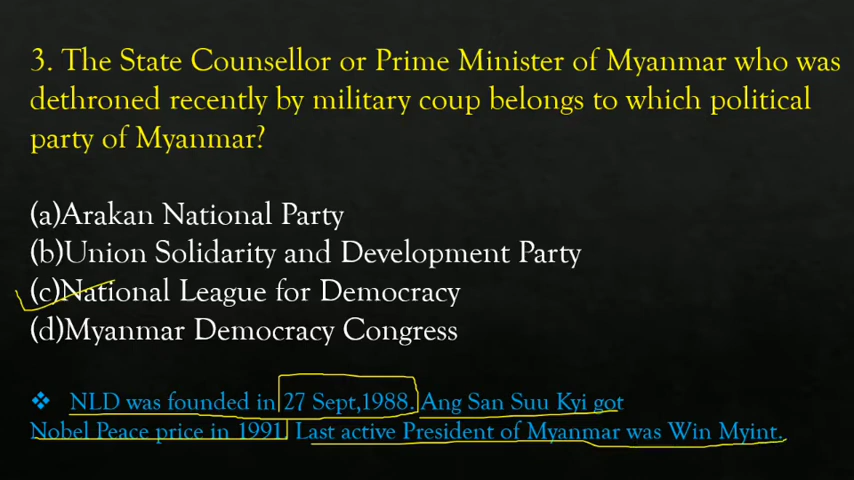 3. The State Counsellor or Prime Minister of Myanmar who was
dethroned recently by military coup belongs to which political
party of Myanmar?
(a)Arakan National Party
(b)Union Solidarity and Development Party
(c)National League for Democracy
(d)Myanmar Democracy Congress
❖ NLD was founded in 27 Sept,1988. Ang San Suu Kyi got
Nobel Peace price in 1991. Last active President of Myanmar was Win Myint.